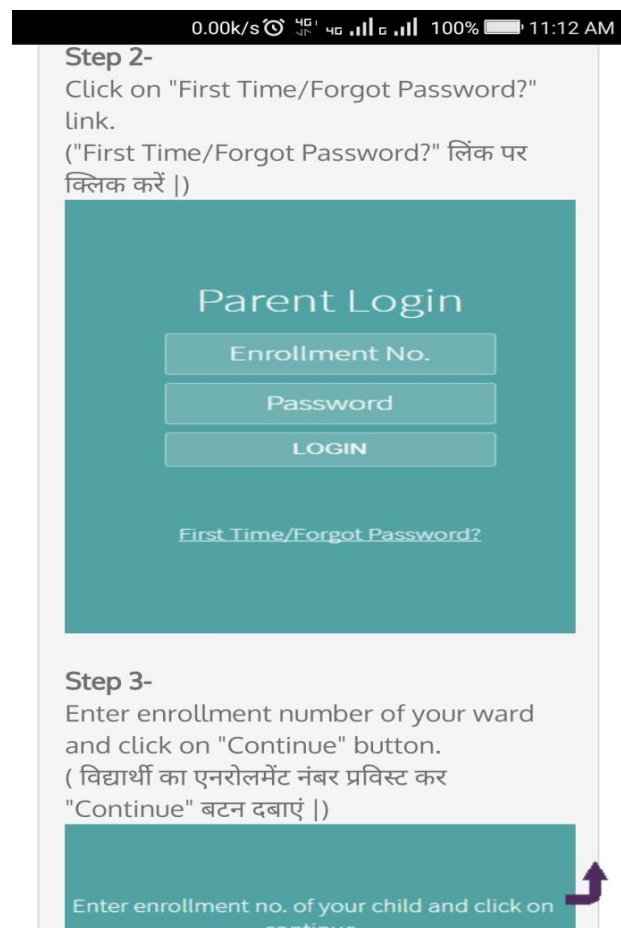 0.00k/s 4G 4G G 100% 11:12 AM
Step 2-
Click on "First Time/Forgot Password?"
link.
("First Time/Forgot Password?" लिंक पर
क्लिक करें |)
Parent Login
Enrollment No.
Password
LOGIN
First Time/Forgot Password?
Step 3-
Enter enrollment number of your ward
and click on "Continue" button.
( विद्यार्थी का एनरोलमेंट नंबर प्रविस्ट कर
"Continue" बटन दबाएं |)
Enter enrollment no. of your child and click on
continue